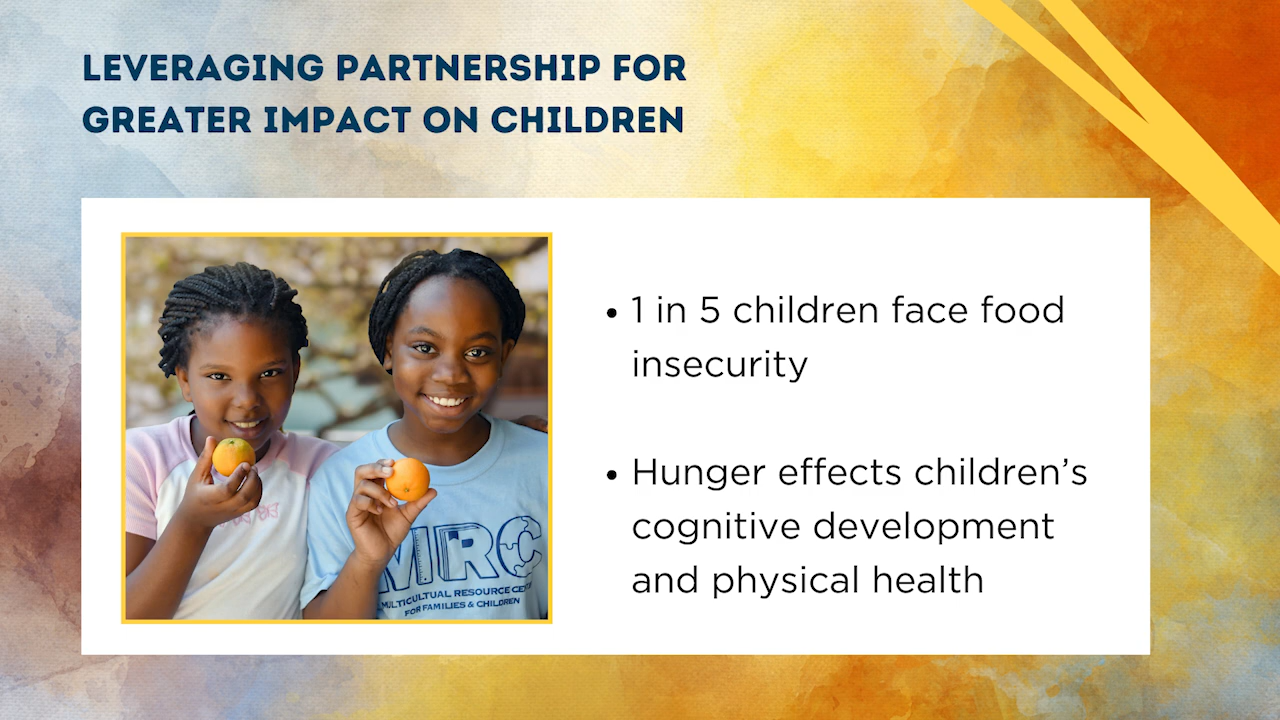 LEVERAGING PARTNERSHIP FOR
GREATER IMPACT ON CHILDREN
MRC
MULTICULTURAL RESOURCE CENT
FOR FAMILIES & CHILDREN
• 1 in 5 children face food
insecurity
• Hunger effects children's
cognitive development
and physical health